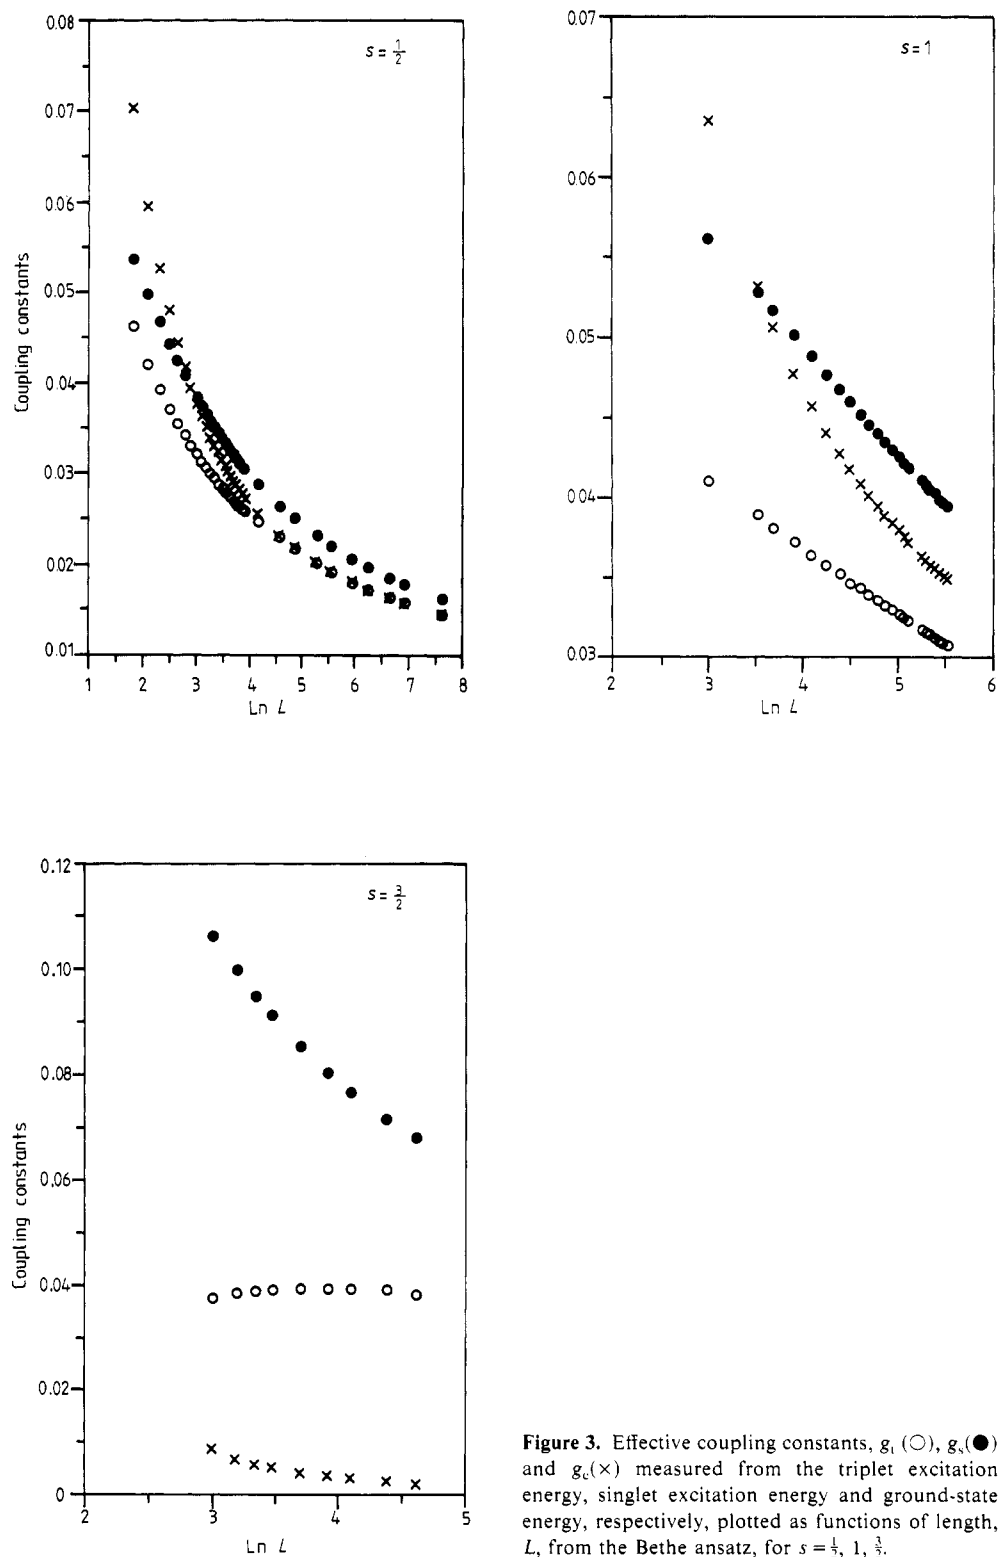 0.08
0.07
0.06
0.05
0.04
0.03
0.02
0.01
Coupling constants
s = 1/2
1 2 3 4 5 6 7 8
Ln L
0.07
0.06
0.05
0.04
0.03
s = 1
2 3 4 5 6
Ln L
0.12
0.10
0.08
0.06
0.04
0.02
0
Coupling constants
s = 3/2
2 3 4 5
Ln L
Figure 3. Effective coupling constants, g_t (○), g_s(●)
and g_c(×) measured from the triplet excitation
energy, singlet excitation energy and ground-state
energy, respectively, plotted as functions of length,
L, from the Bethe ansatz, for s = ½, 1, 3/2.